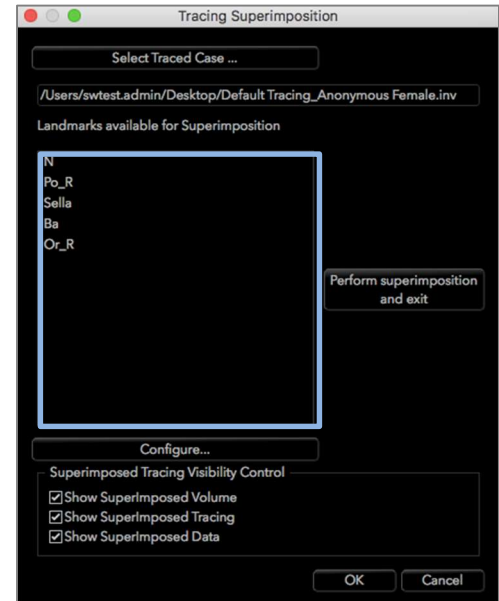 Tracing Superimposition
Select Traced Case ...
/Users/swtest.admin/Desktop/Default Tracing_Anonymous Female.inv
Landmarks available for Superimposition
N
Po_R
Sella
Ba
Or_R
Perform superimposition
and exit
Configure...
Superimposed Tracing Visibility Control
Show SuperImposed Volume
Show SuperImposed Tracing
Show SuperImposed Data
OK Cancel